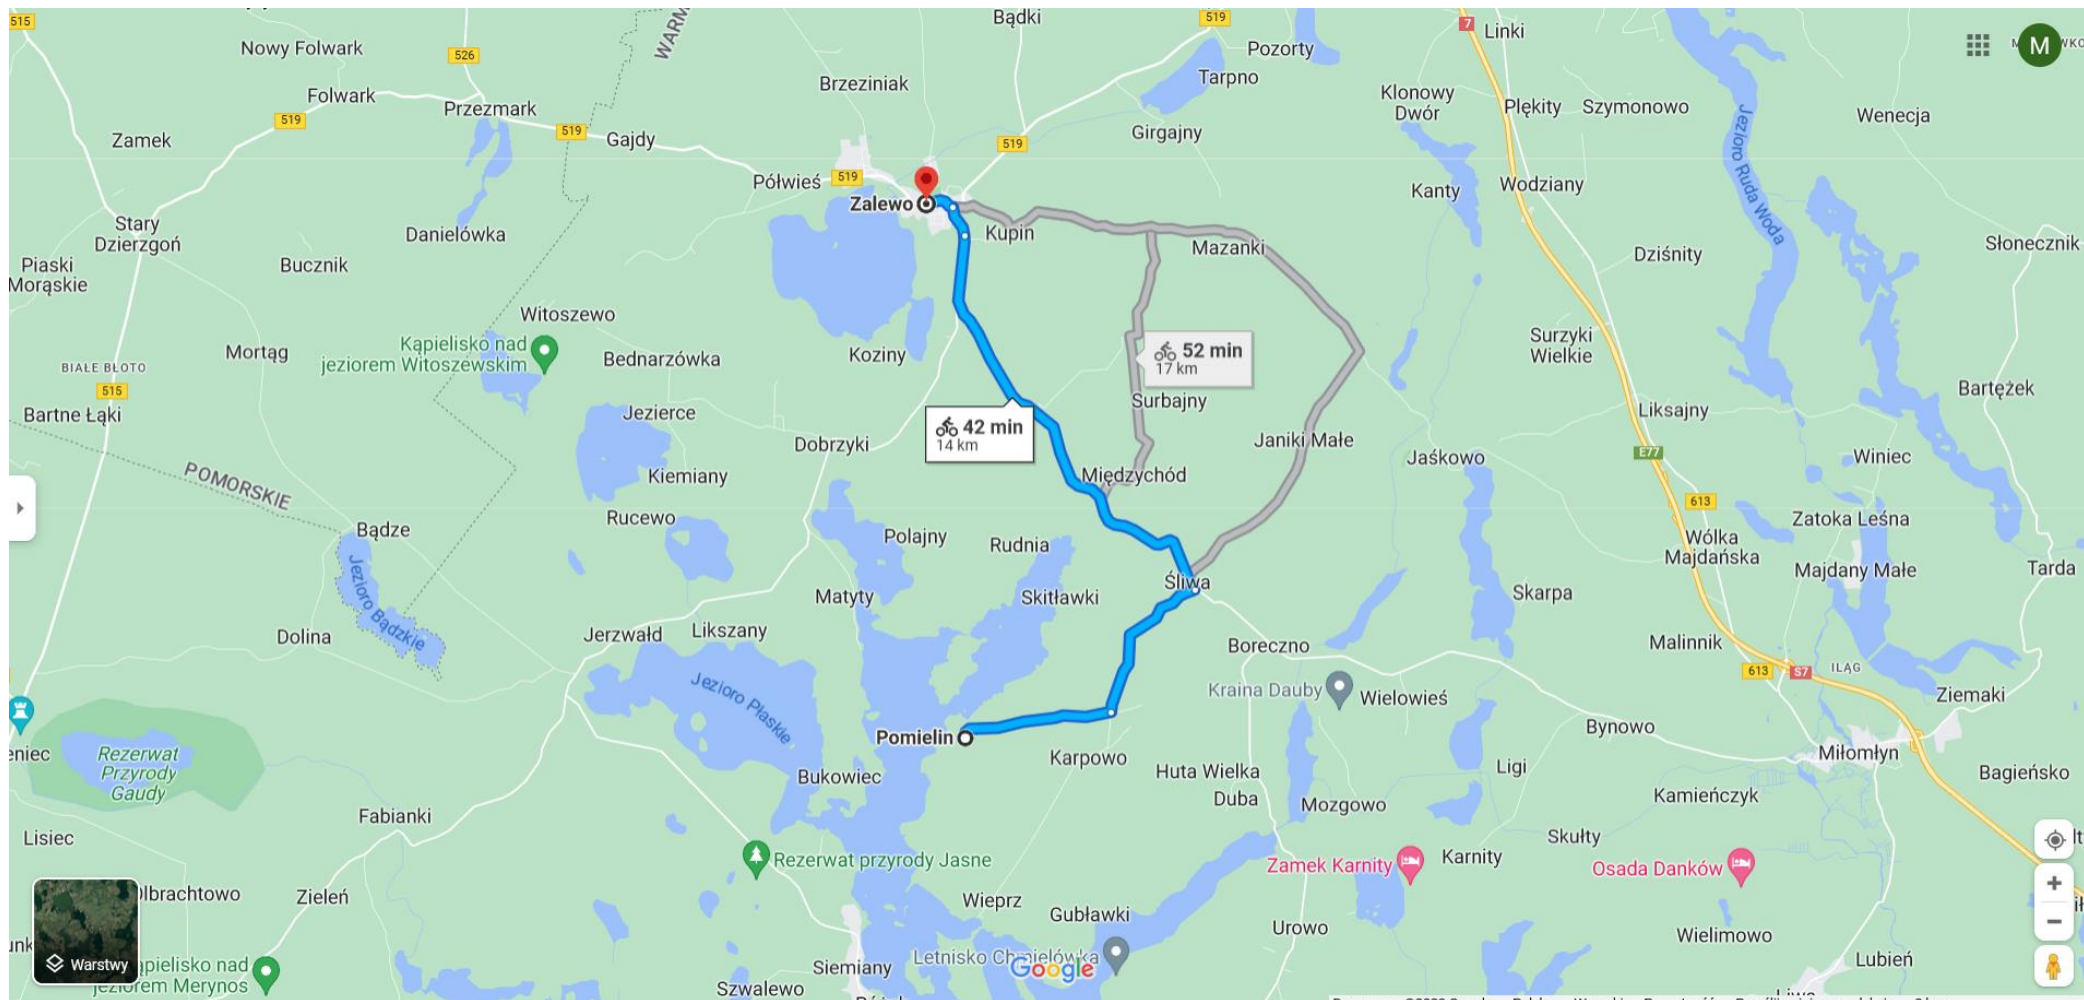 515
Nowy Folwark
526
Bądki
519
Pozorty
7
Linki
M
Brzeziniak
Tarpno
Klonowy
Dwór
Plękity
Szymonowo
Wenecja
Folwark
Przezmark
519
519
Gajdy
519
Girgajny
Zamek
Półwieś
519
Zalewo
Kanty
Wodziany
Jezioro Ruda Woda
Stary
Dzierzgoń
Danielówka
Kupin
Mazanki
Dziśnity
Słonecznik
Piaski
Morąskie
Bucznik
Witoszewo
Kąpielisko nad
jeziorem Witoszewskim
Mortąg
Bednarzówka
Koziny
52 min
17 km
Surzyki
Wielkie
BIAŁE BŁOTO
515
Bartne Łąki
Jezierce
Surbajny
Liksajny
Bartężek
42 min
14 km
Dobrzyki
Janiki Małe
Jaśkowo
E77
Winiec
POMORSKIE
Kiemiany
Międzychód
613
Rucewo
Zatoka Leśna
Bądze
Polajny
Rudnia
Wólka
Majdańska
Majdany Małe
Tarda
Jezioro Bądzkie
Matyty
Skitławki
Śliwa
Skarpa
Dolina
Jerzwałd
Likszany
Boreczno
Malinnik
613
S7
IŁĄG
Jezioro Płaskie
Kraina Dauby
Wielowieś
Ziemaki
Pomielin
Bynowo
Rezerwat
Przyrody
Gaudy
Karpowo
Miłomłyn
Bukowiec
Huta Wielka
Duba
Ligi
Bagieńsko
Mozgowo
Kamieńczyk
Fabianki
Lisiec
Skułty
Rezerwat przyrody Jasne
Zamek Karnity
Karnity
Osada Danków
Zieleń
Wieprz
Gubławki
Urowo
Wielimowo
Warstwy
jeziorem Merynos
Siemiany
Letnisko Chmielówka
Google
Lubień
Szwalewo